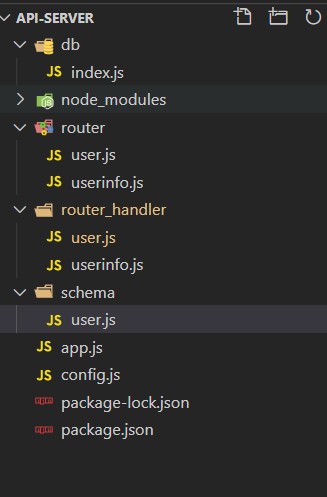 API-SERVER
db
JS index.js
node_modules
router
JS user.js
JS userinfo.js
router_handler
JS user.js
JS userinfo.js
schema
JS user.js
JS app.js
JS config.js
package-lock.json
package.json